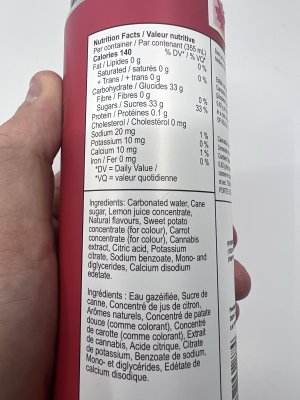 Nutrition Facts / Valeur nutritive
Per container / Par contenant (355 mL)
Calories 140 % DV* / % VQ*
Fat / Lipides 0 g 0 %
Saturated / saturés 0 g
+ Trans / + trans 0 g 0 %
Carbohydrate / Glucides 33 g
Fibre / Fibres 0 g 0 %
Sugars / Sucres 33 g 33 %
Protein / Protéines 0.1 g
Cholesterol / Cholestérol 0 mg
Sodium 20 mg 1 %
Potassium 10 mg 0 %
Calcium 10 mg 1 %
Iron / Fer 0 mg 0 %
*DV = Daily Value /
*VQ = valeur quotidienne
Ingredients: Carbonated water, Cane
sugar, Lemon juice concentrate,
Natural flavours, Sweet potato
concentrate (for colour), Carrot
concentrate (for colour), Cannabis
extract, Citric acid, Potassium
citrate, Sodium benzoate, Mono- and
diglycerides, Calcium disodium
edetate.
Ingrédients : Eau gazéifiée, Sucre de
canne, Concentré de jus de citron,
Arômes naturels, Concentré de patate
douce (comme colorant), Concentré
de carotte (comme colorant), Extrait
de cannabis, Acide citrique, Citrate
de potassium, Benzoate de sodium,
Mono- et diglycérides, Edétate de
calcium disodique.